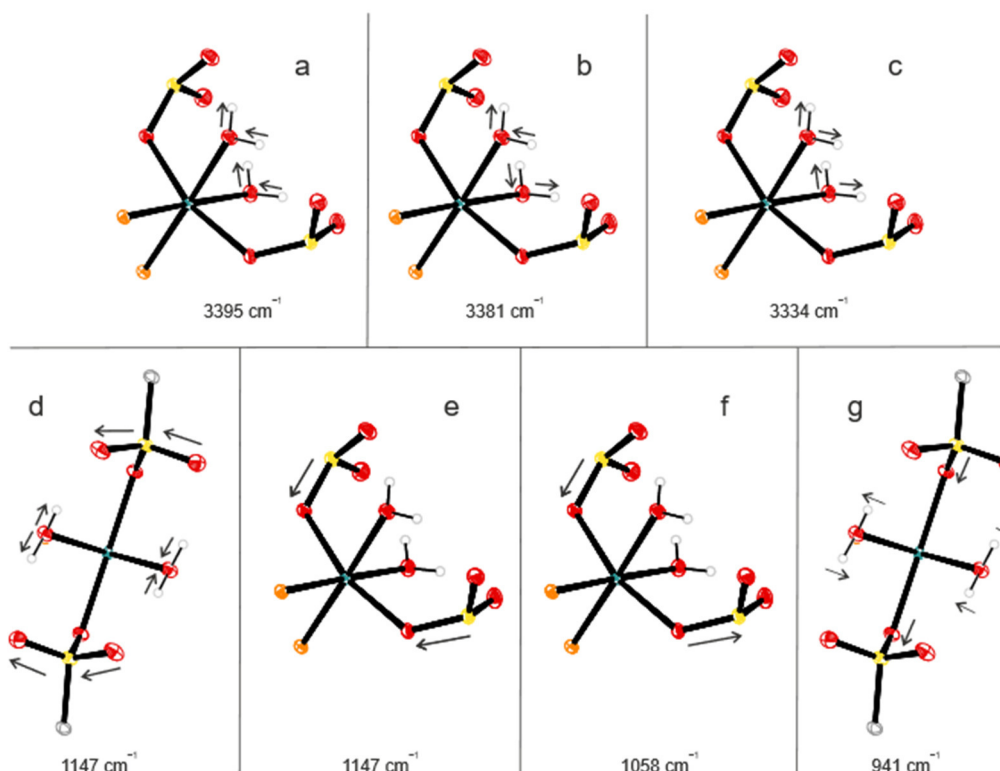 a
b
c
3395 cm⁻¹
3381 cm⁻¹
3334 cm⁻¹
d
e
f
g
1147 cm⁻¹
1147 cm⁻¹
1058 cm⁻¹
941 cm⁻¹